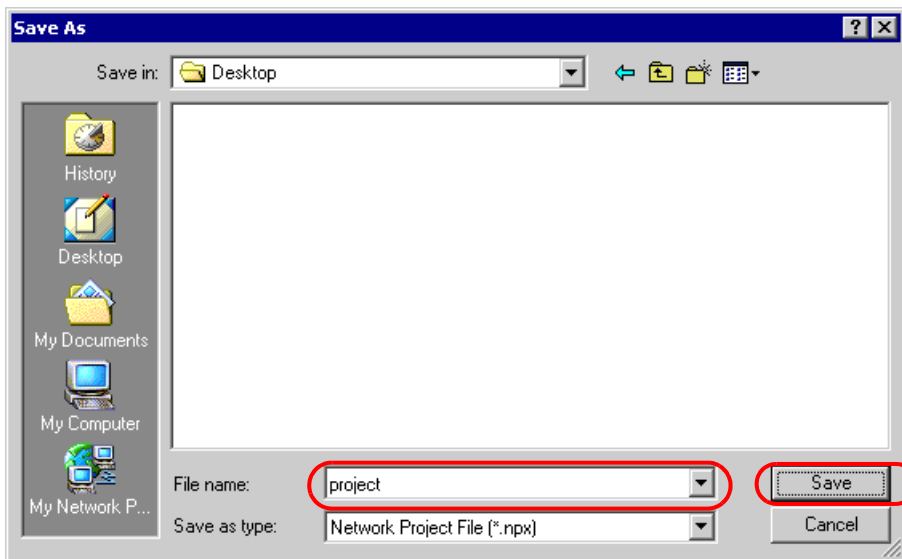 Save As
Save in: Desktop
History
Desktop
My Documents
My Computer
My Network P...
File name: project Save
Save as type: Network Project File (*.npx) Cancel